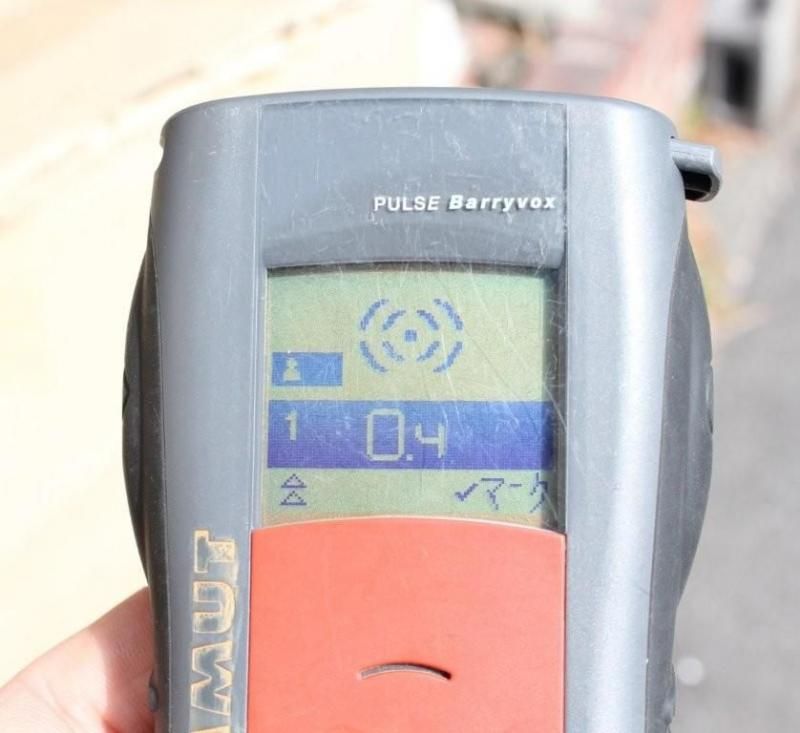 PULSE Barryvox
1 0.4
✓マーク
MUT